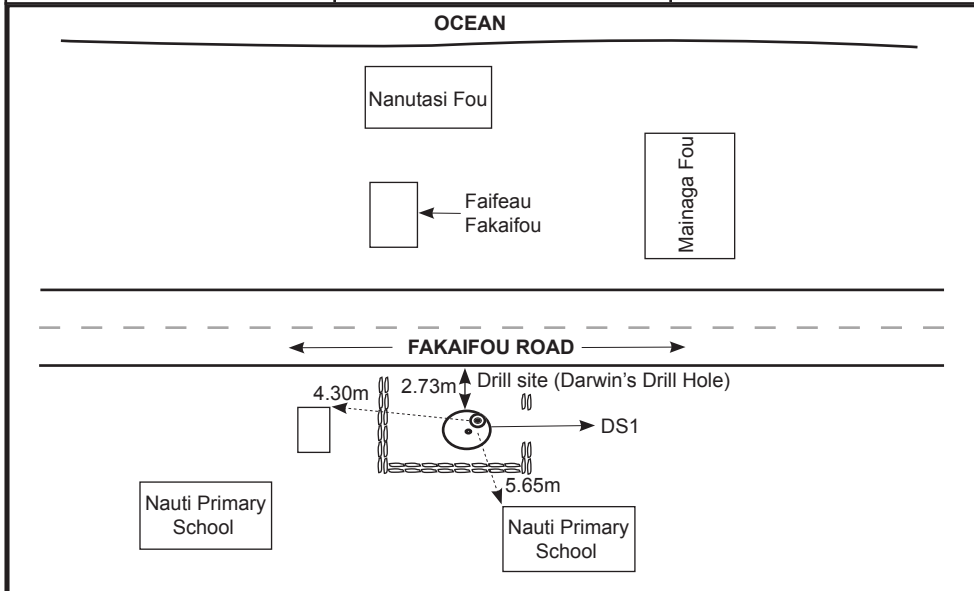 OCEAN
Nanutasi Fou
Mainaga Fou
Faifeau
Fakaifou
FAKAIFOU ROAD
4.30m
2.73m
Drill site (Darwin's Drill Hole)
DS1
5.65m
Nauti Primary
School
Nauti Primary
School